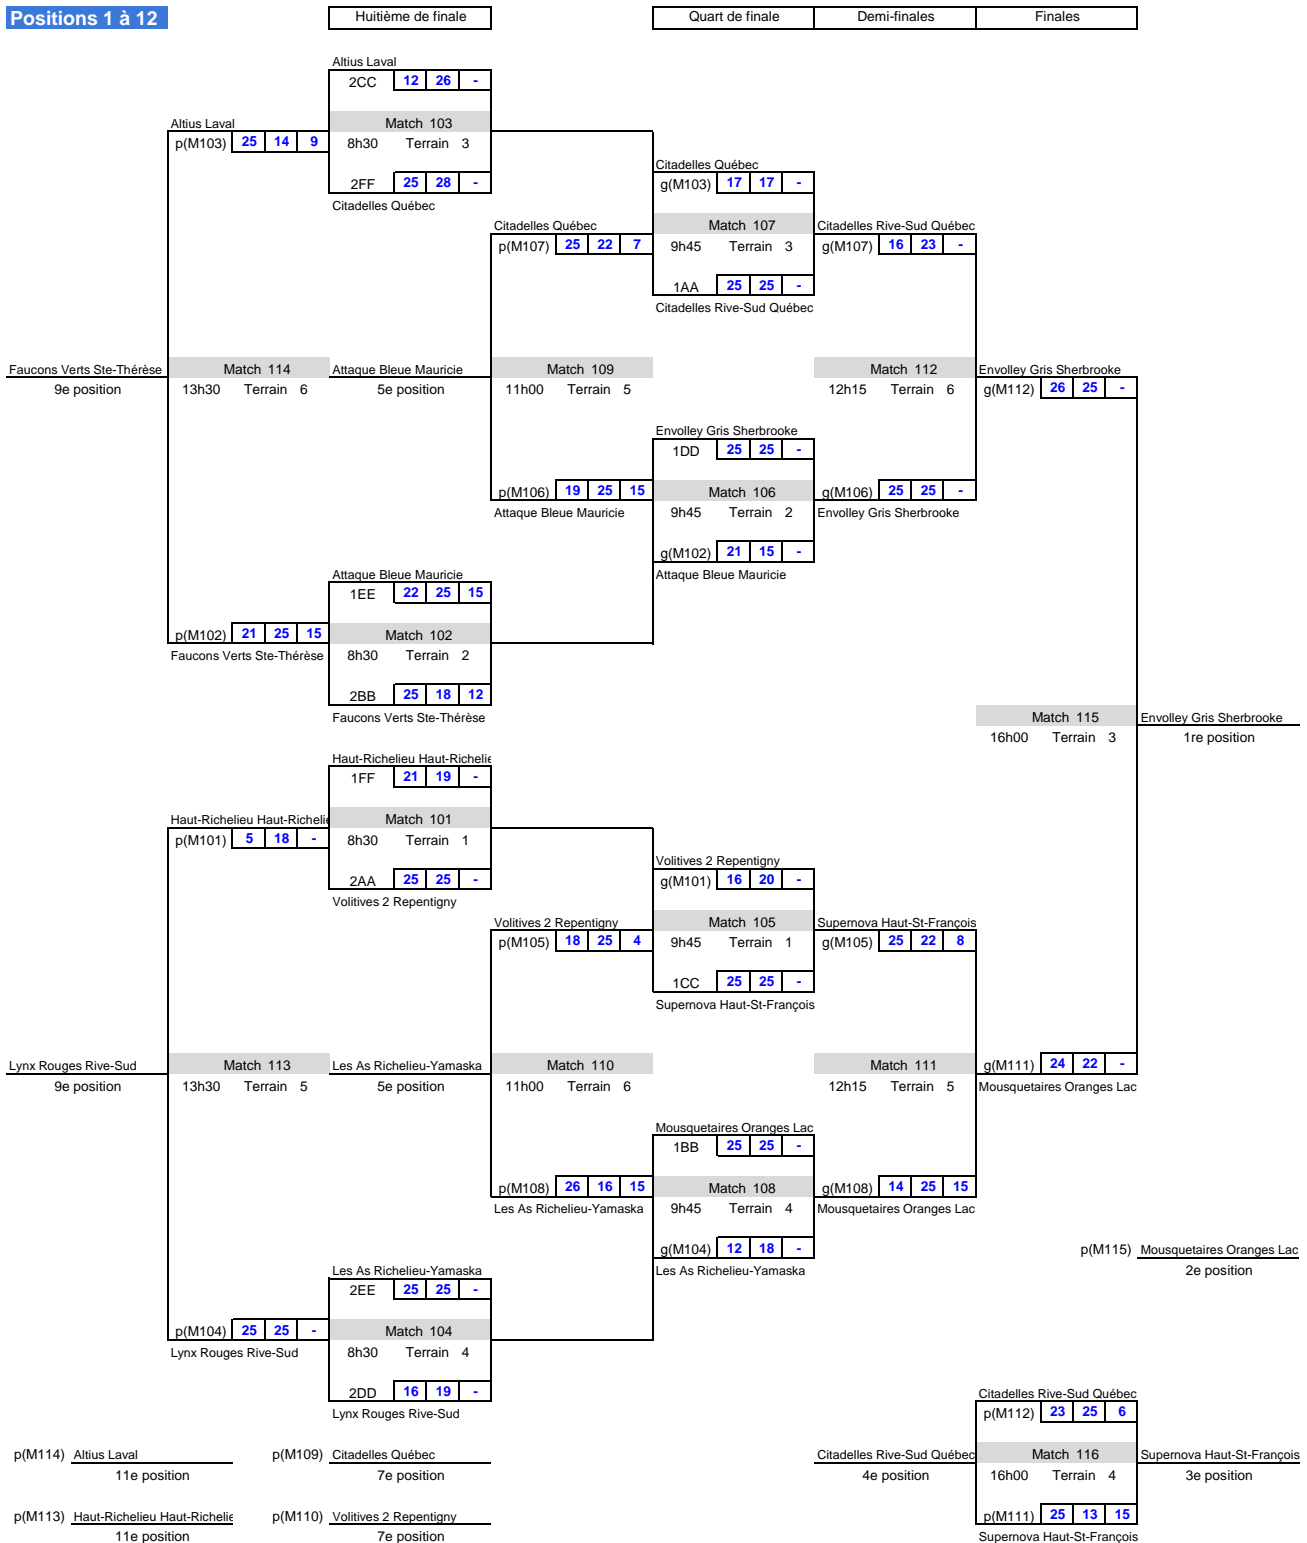 Positions 1 à 12
Huitième de finale
Quart de finale
Demi-finales
Finales
Altius Laval
2CC 12 26 -
Altius Laval
Match 103
p(M103) 25 14 9
8h30 Terrain 3
Citadelles Québec
2FF 25 28 -
g(M103) 17 17 -
Citadelles Québec
Citadelles Québec
Match 107
Citadelles Rive-Sud Québec
p(M107) 25 22 7
9h45 Terrain 3
g(M107) 16 23 -
1AA 25 25 -
Citadelles Rive-Sud Québec
Faucons Verts Ste-Thérèse
Match 114
Attaque Bleue Mauricie
Match 109
Match 112
Envolley Gris Sherbrooke
9e position
13h30 Terrain 6
5e position
11h00 Terrain 5
12h15 Terrain 6
g(M112) 26 25 -
Envolley Gris Sherbrooke
1DD 25 25 -
p(M106) 19 25 15
Match 106
g(M106) 25 25 -
Attaque Bleue Mauricie
9h45 Terrain 2
Envolley Gris Sherbrooke
g(M102) 21 15 -
Attaque Bleue Mauricie
Attaque Bleue Mauricie
1EE 22 25 15
p(M102) 21 25 15
Match 102
Faucons Verts Ste-Thérèse
8h30 Terrain 2
2BB 25 18 12
Faucons Verts Ste-Thérèse
Match 115
Envolley Gris Sherbrooke
16h00 Terrain 3
1re position
Haut-Richelieu Haut-Richelie
1FF 21 19 -
Haut-Richelieu Haut-Richelie
Match 101
p(M101) 5 18 -
8h30 Terrain 1
Volitives 2 Repentigny
2AA 25 25 -
g(M101) 16 20 -
Volitives 2 Repentigny
Volitives 2 Repentigny
Match 105
Supernova Haut-St-François
p(M105) 18 25 4
9h45 Terrain 1
g(M105) 25 22 8
1CC 25 25 -
Supernova Haut-St-François
Lynx Rouges Rive-Sud
Match 113
Les As Richelieu-Yamaska
Match 110
Match 111
g(M111) 24 22 -
9e position
13h30 Terrain 5
5e position
11h00 Terrain 6
12h15 Terrain 5
Mousquetaires Oranges Lac
Mousquetaires Oranges Lac
1BB 25 25 -
p(M108) 26 16 15
Match 108
g(M108) 14 25 15
Les As Richelieu-Yamaska
9h45 Terrain 4
Mousquetaires Oranges Lac
g(M104) 12 18 -
p(M115) Mousquetaires Oranges Lac
Les As Richelieu-Yamaska
Les As Richelieu-Yamaska
2e position
2EE 25 25 -
p(M104) 25 25 -
Match 104
Lynx Rouges Rive-Sud
8h30 Terrain 4
2DD 16 19 -
Lynx Rouges Rive-Sud
Citadelles Rive-Sud Québec
p(M112) 23 25 6
p(M114) Altius Laval
p(M109) Citadelles Québec
Citadelles Rive-Sud Québec
Match 116
Supernova Haut-St-François
11e position
7e position
4e position
16h00 Terrain 4
3e position
p(M113) Haut-Richelieu Haut-Richelie
p(M110) Volitives 2 Repentigny
p(M111) 25 13 15
11e position
7e position
Supernova Haut-St-François